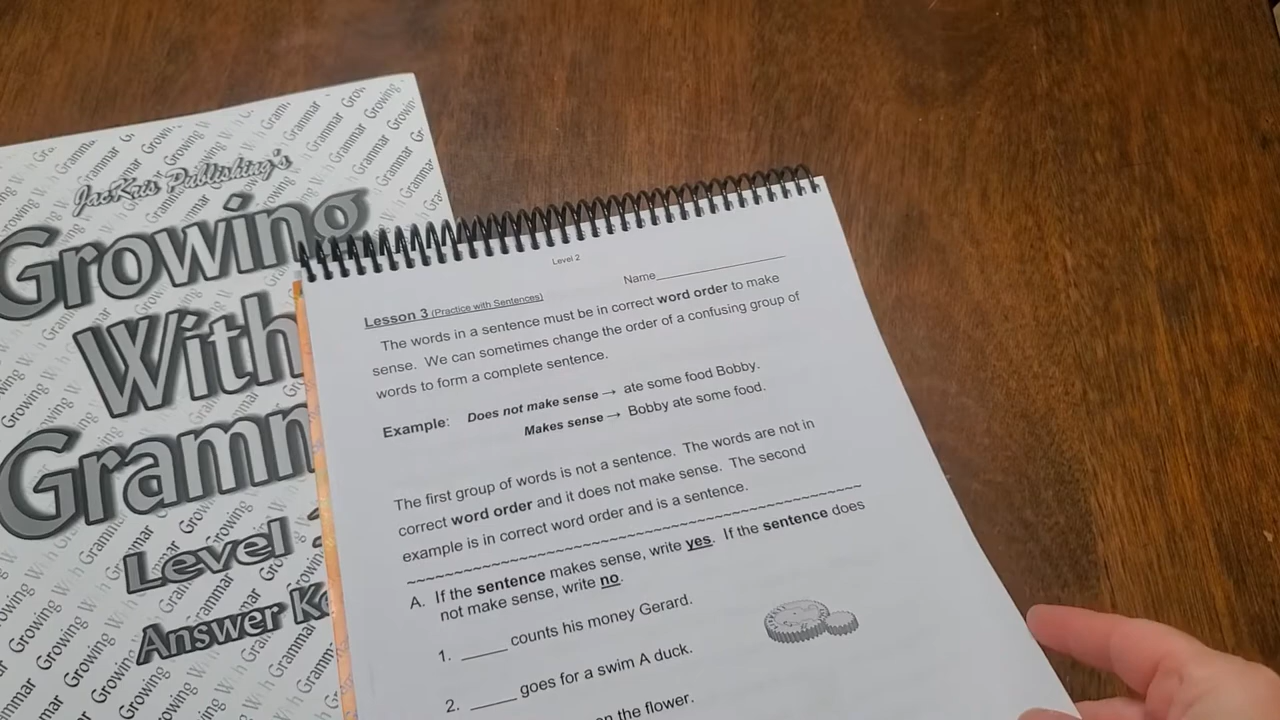 JacKris Publishing's
Growing
With
Gramm
Level
Answer K
Level 2
Name
Lesson 3 (Practice with Sentences)
The words in a sentence must be in correct word order to make
sense. We can sometimes change the order of a confusing group of
words to form a complete sentence.
Example: Does not make sense → ate some food Bobby.
Makes sense → Bobby ate some food.
The first group of words is not a sentence. The words are not in
correct word order and it does not make sense. The second
example is in correct word order and is a sentence.
A. If the sentence makes sense, write yes. If the sentence does
not make sense, write no.
1. _____ counts his money Gerard.
2. _____ goes for a swim A duck.
the flower.